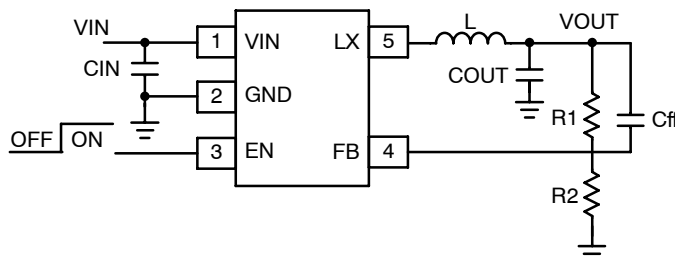 VIN
CIN
OFF
ON
1
VIN
2
GND
3
EN
LX
5
FB
4
L
VOUT
COUT
R1
Cff
R2